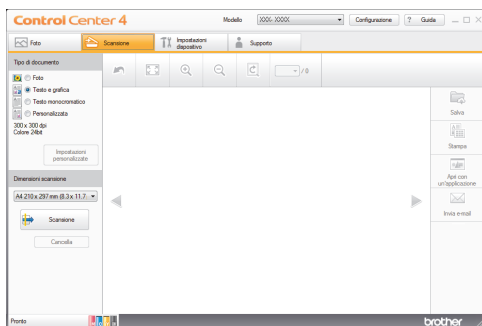 Control Center 4
Modello XXX-XXXX Configurazione ? Guida
Foto Scansione Impostazioni dispositivo Supporto
Tipo di documento
Foto
Testo e grafica
Testo monocromatico
Personalizzata
300 x 300 dpi
Colore 24bit
Impostazioni
personalizzate
Dimensioni scansione
A4 210 x 297 mm (8.3 x 11.7
Scansione
Cancella
/ 0
Salva
Stampa
Apri con
un'applicazione
Invia e-mail
Pronto
brother